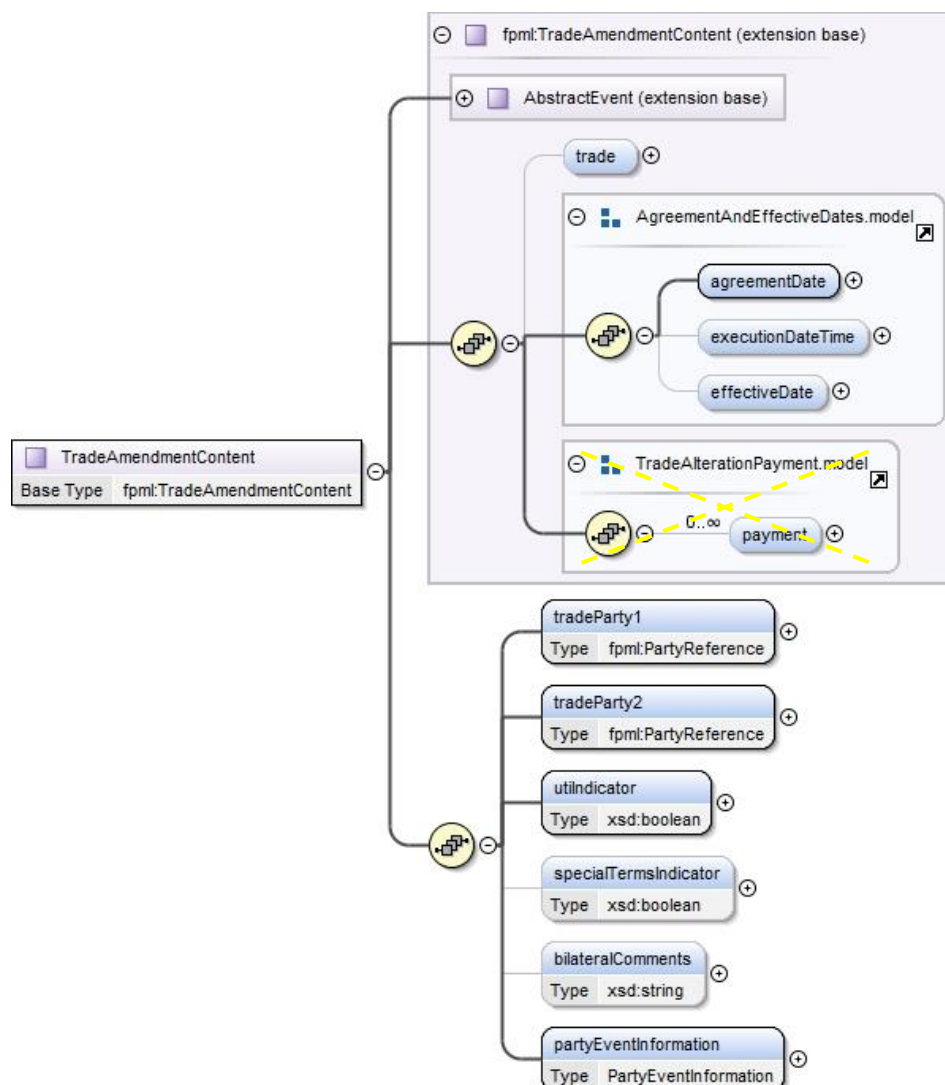 fpml:TradeAmendmentContent (extension base)
AbstractEvent (extension base)
trade
AgreementAndEffectiveDates.model
agreementDate
executionDateTime
effectiveDate
TradeAmendmentContent
Base Type fpml:TradeAmendmentContent
TradeAlterationPayment.model
0..∞
payment
tradeParty1
Type fpml:PartyReference
tradeParty2
Type fpml:PartyReference
utiIndicator
Type xsd:boolean
specialTermsIndicator
Type xsd:boolean
bilateralComments
Type xsd:string
partyEventInformation
Type PartyEventInformation